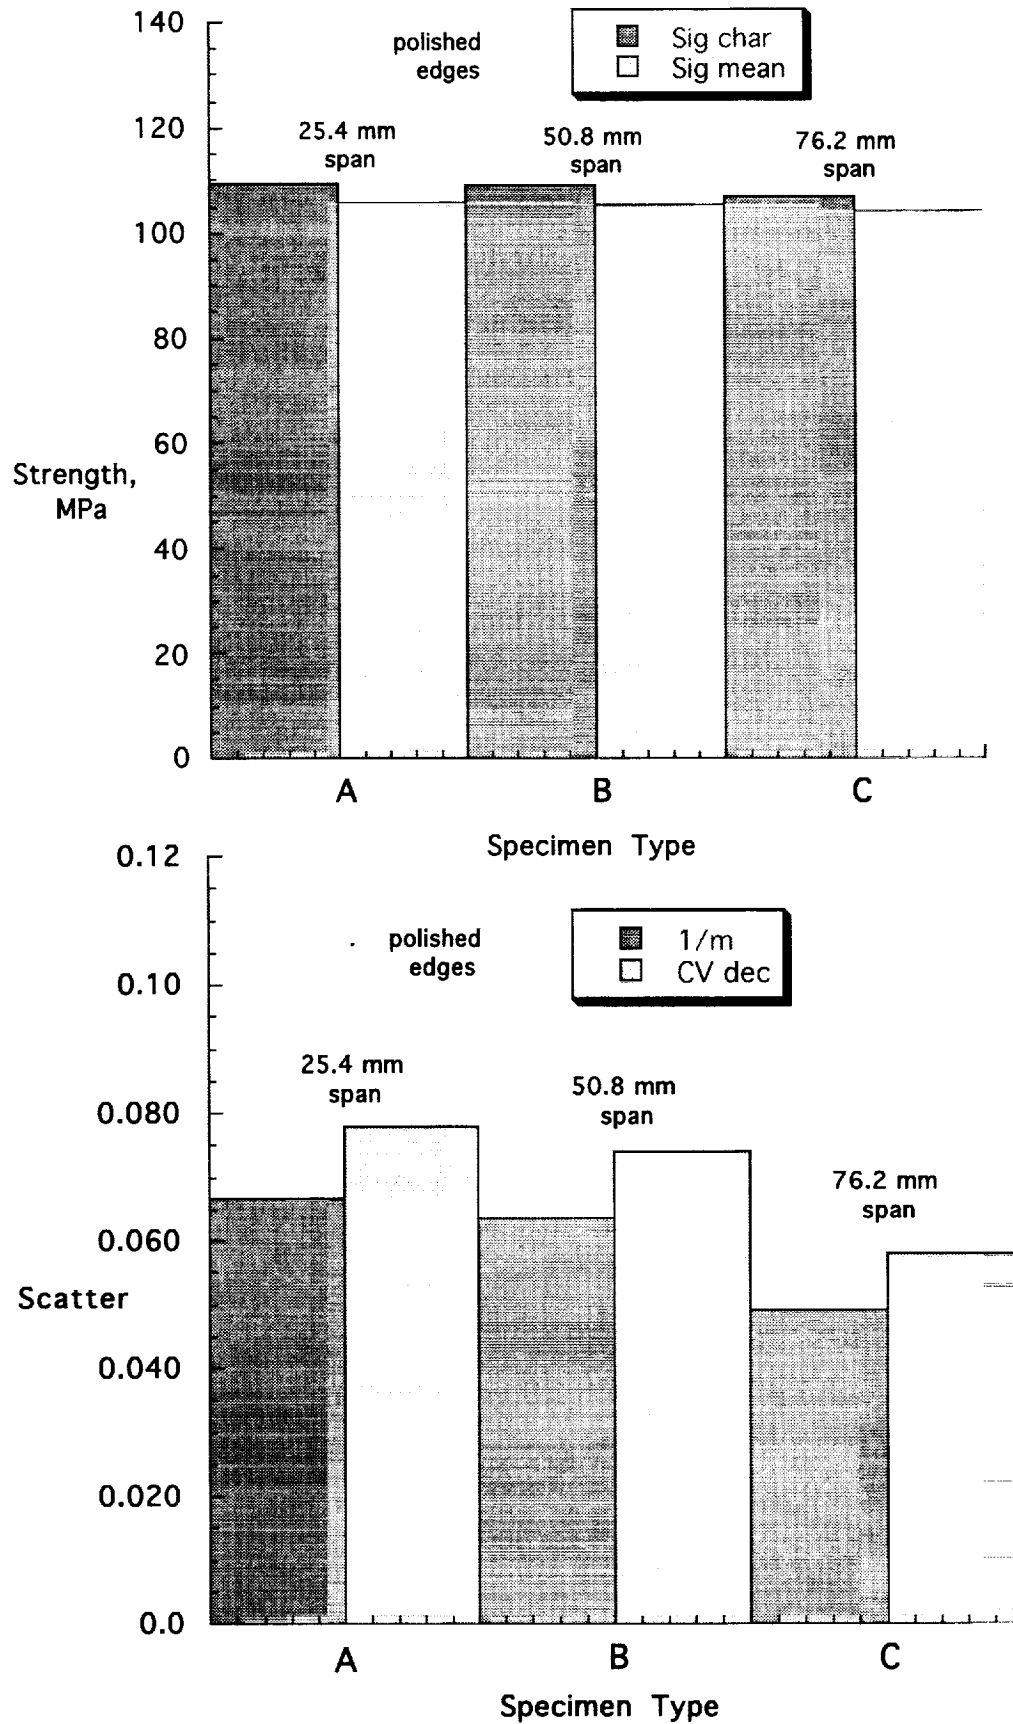 140
polished
edges
Sig char
Sig mean
120
25.4 mm
span
50.8 mm
span
76.2 mm
span
100
80
60
Strength,
MPa
40
20
0
A
B
C
Specimen Type
0.12
polished
edges
1/m
CV dec
0.10
25.4 mm
span
50.8 mm
span
0.080
76.2 mm
span
0.060
Scatter
0.040
0.020
0.0
A
B
C
Specimen Type